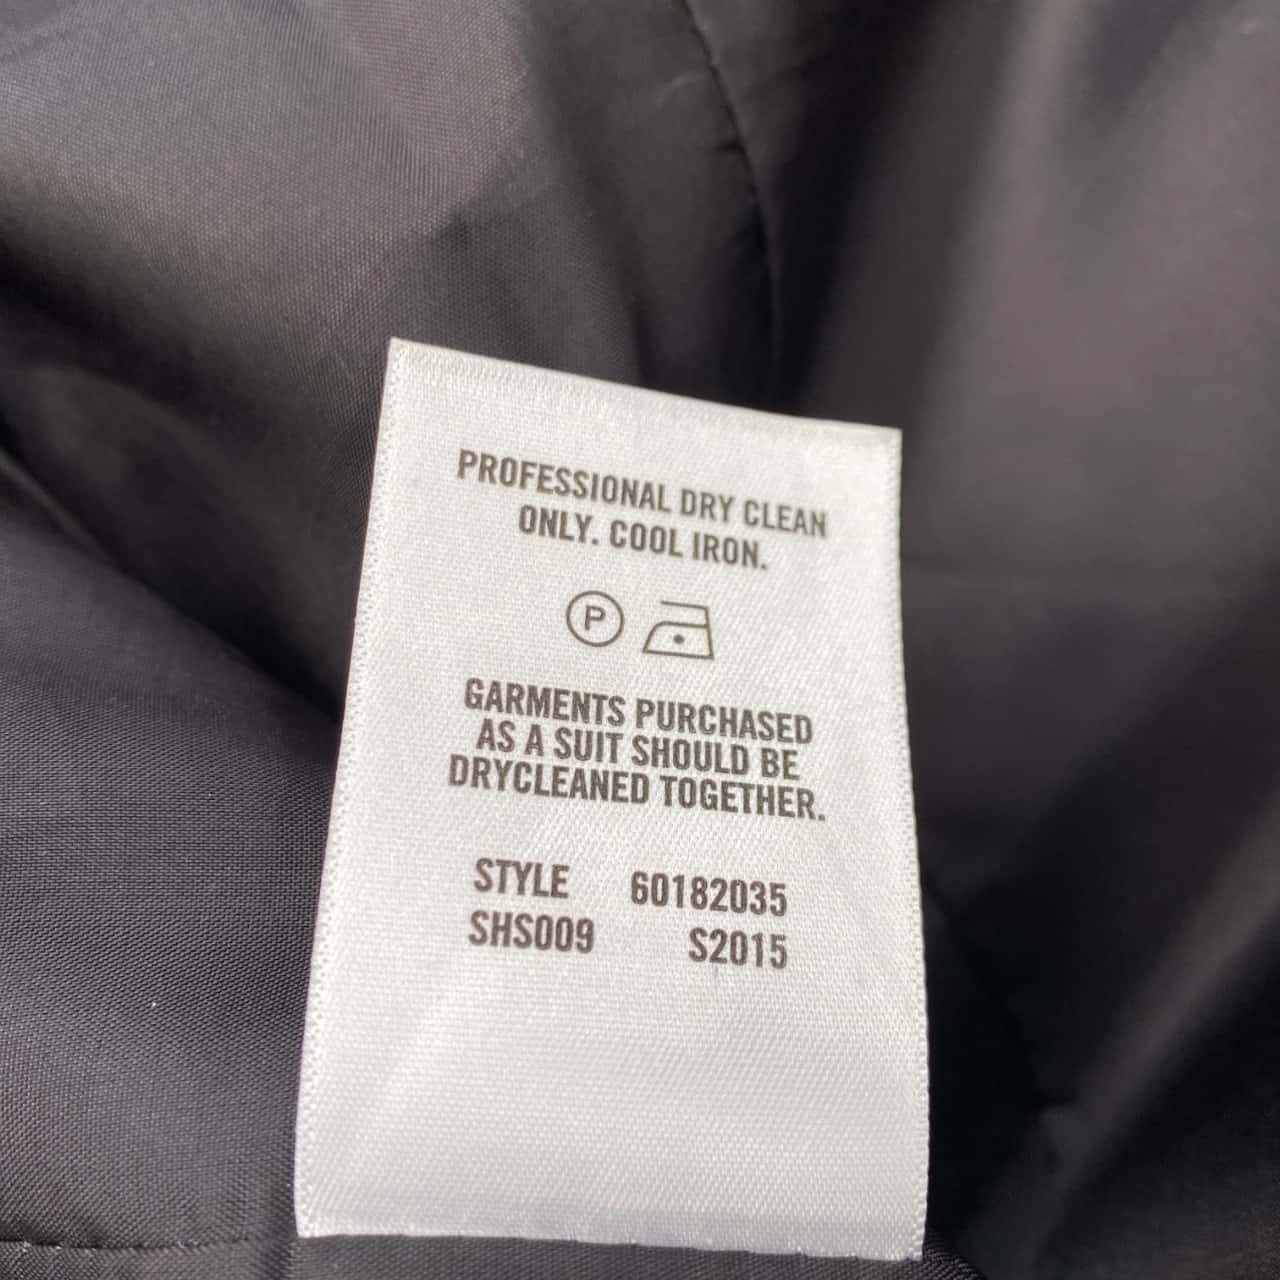 PROFESSIONAL DRY CLEAN
ONLY. COOL IRON.
P
GARMENTS PURCHASED
AS A SUIT SHOULD BE
DRYCLEANED TOGETHER.
STYLE 60182035
SHS009 S2015